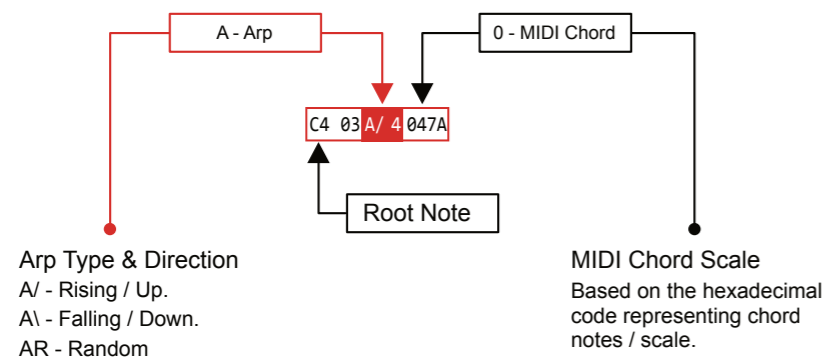 A - Arp
0 - MIDI Chord
C4 03 A/ 4 047A
Root Note
Arp Type & Direction
A/ - Rising / Up.
A\ - Falling / Down.
AR - Random
MIDI Chord Scale
Based on the hexadecimal
code representing chord
notes / scale.